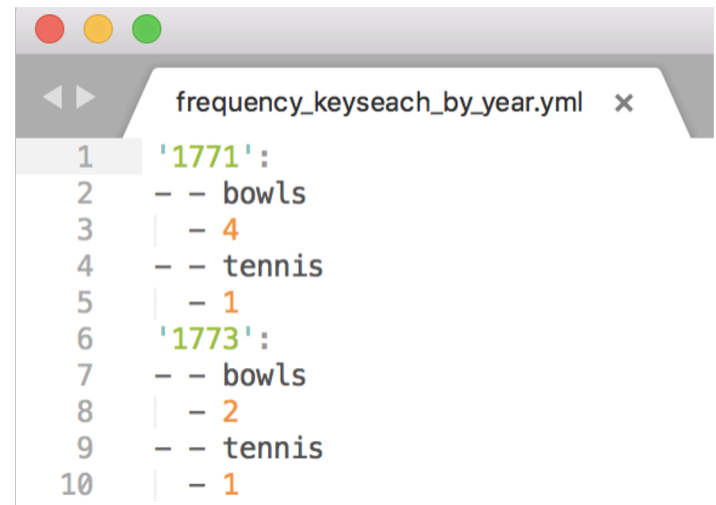 frequency_keyseach_by_year.yml ×
1 '1771':
2 - - bowls
3 - 4
4 - - tennis
5 - 1
6 '1773':
7 - - bowls
8 - 2
9 - - tennis
10 - 1